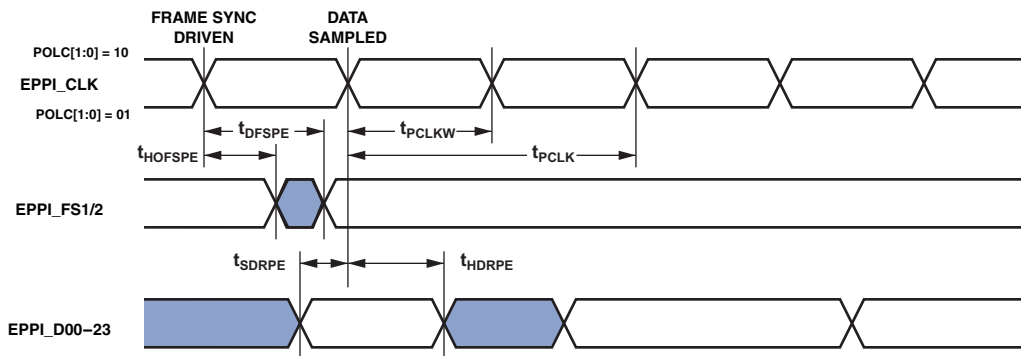 FRAME SYNC
DRIVEN
DATA
SAMPLED
POLC[1:0] = 10
EPPI_CLK
POLC[1:0] = 01
tDFSPE
tPCLKW
tHOFSPE
tPCLK
EPPI_FS1/2
tSDRPE
tHDRPE
EPPI_D00–23